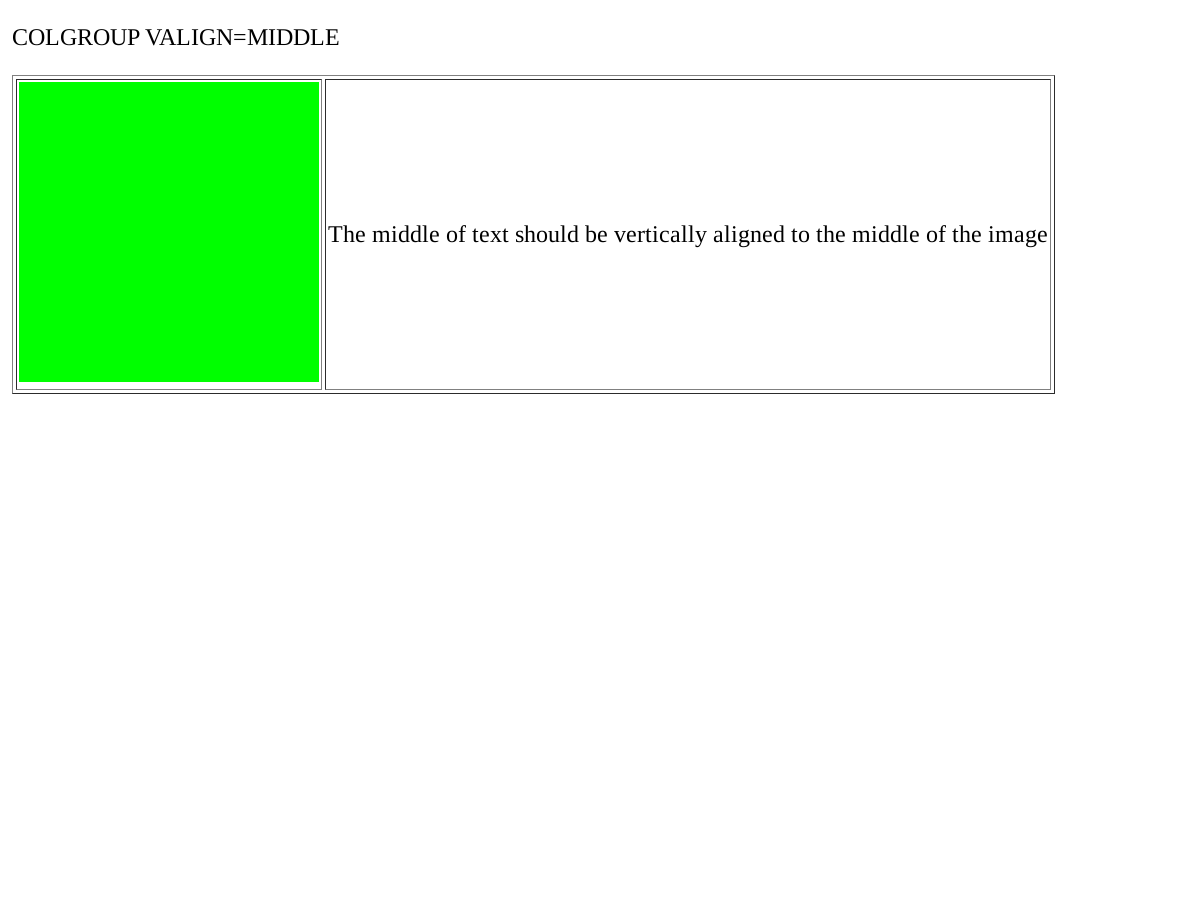 COLGROUP VALIGN=MIDDLE
The middle of text should be vertically aligned to the middle of the image